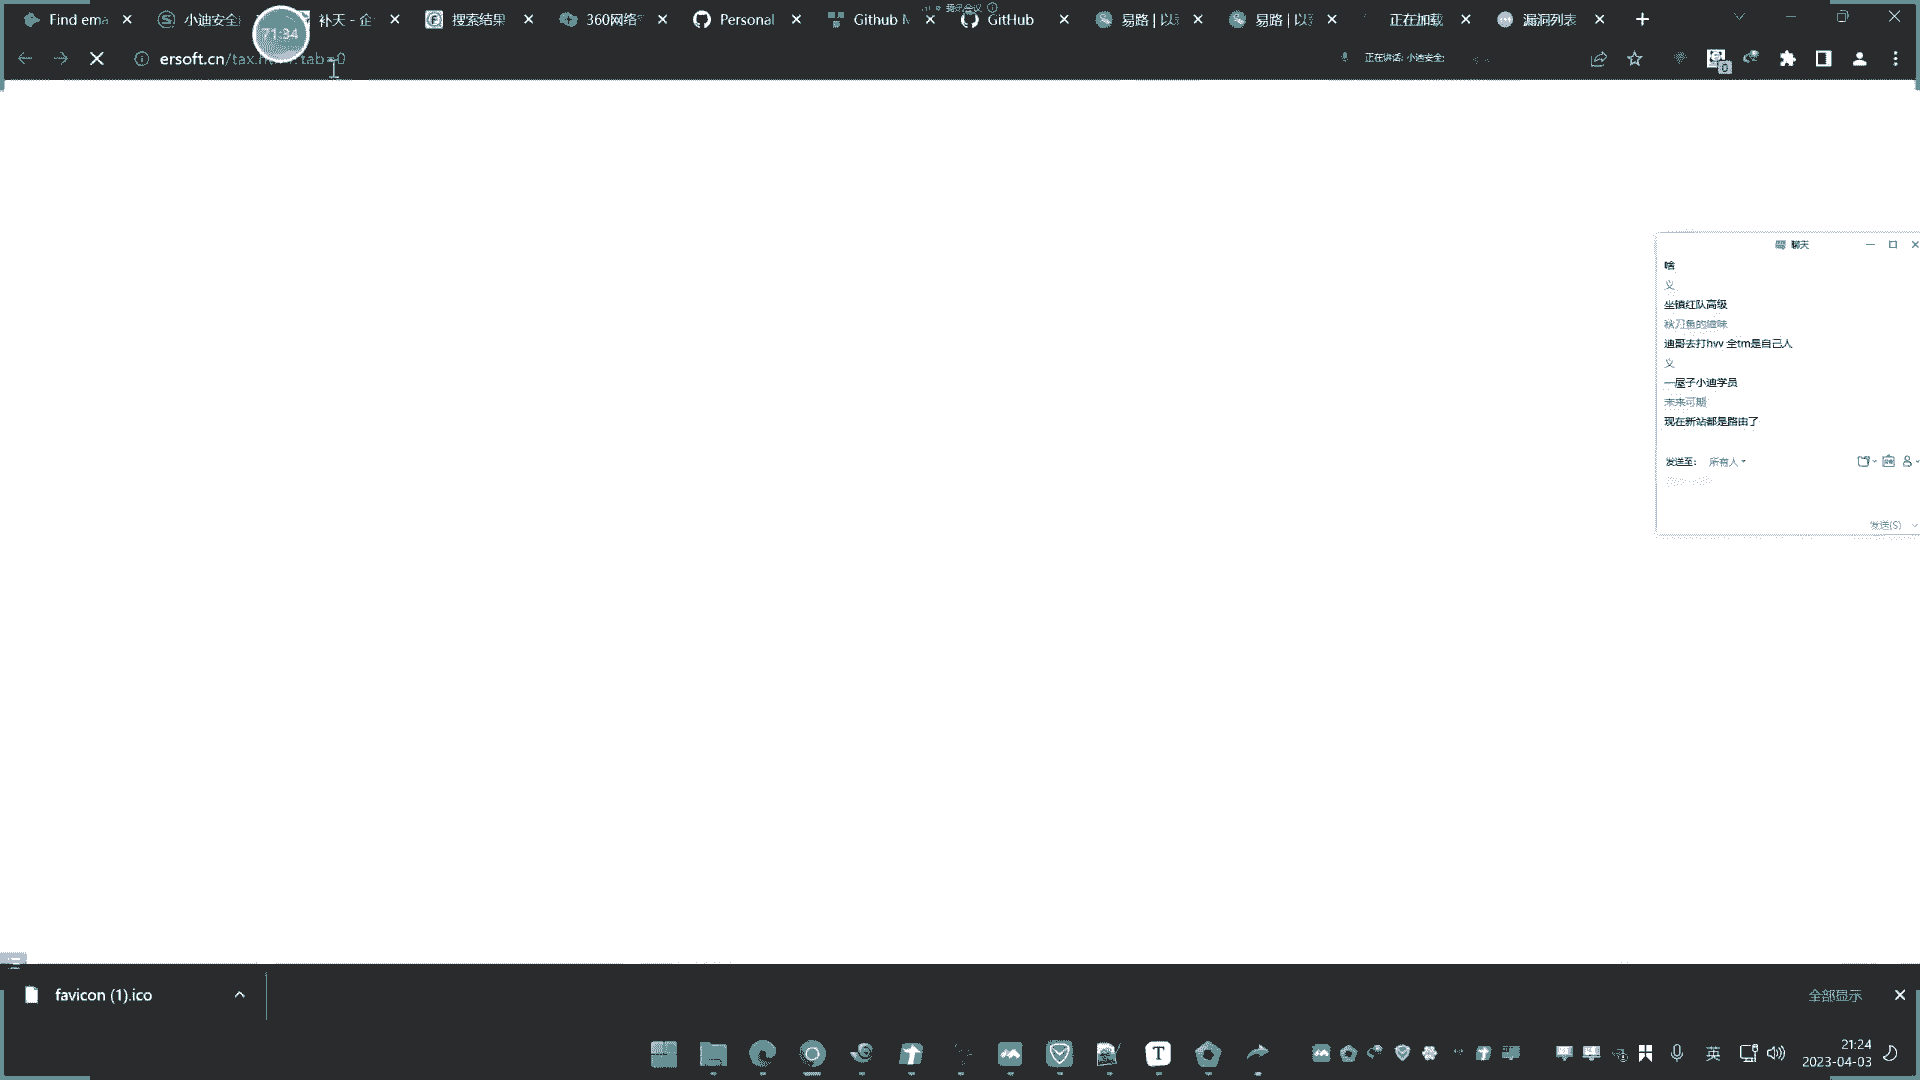 Find ema
小迪安全
补天 - 企
搜索结果
360网络
Personal
Github
GitHub
易路 | 以
易路 | 以
正在加载
漏洞列表
71:34
ersoft.cn/tax.
tab=0
正在讲话: 小迪安全;
聊天
啥
义
坐镇红队高级
秋刀鱼的滋味
迪哥去打hvv 全tm是自己人
义
一屋子小迪学员
未来可期
现在新站都是路由了
发送至: 所有人
发送(S)
favicon (1).ico
全部显示
英
21:24
2023-04-03